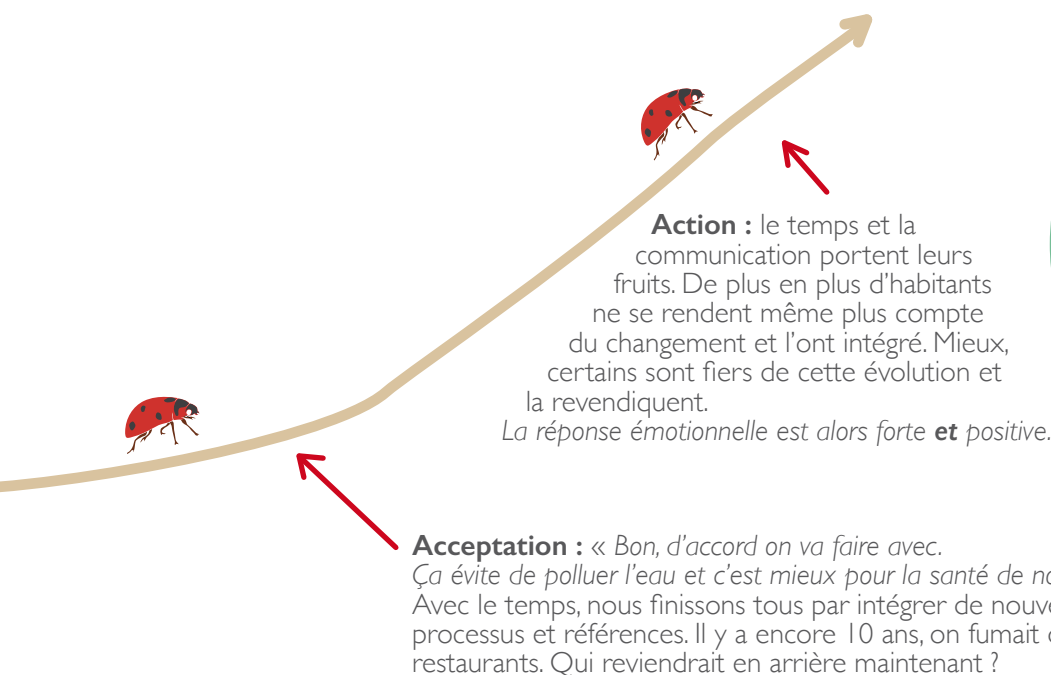 Action : le temps et la
communication portent leurs
fruits. De plus en plus d’habitants
ne se rendent même plus compte
du changement et l’ont intégré. Mieux,
certains sont fiers de cette évolution et
la revendiquent.
La réponse émotionnelle est alors forte et positive.
Acceptation : « Bon, d’accord on va faire avec.
Ça évite de polluer l’eau et c’est mieux pour la santé de
Avec le temps, nous finissons tous par intégrer de
processus et références. Il y a encore 10 ans, on fumait
restaurants. Qui reviendrait en arrière maintenant ?